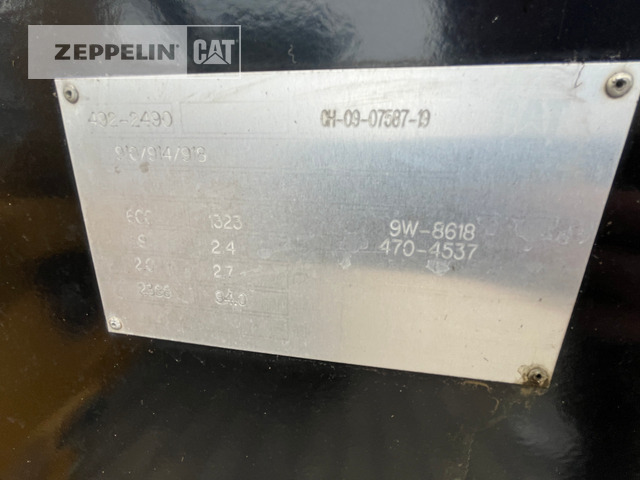 ZEPPELIN CAT
492-2490 CH-09-07587-19
910/914/918
1323 9W-8618
2.4 470-4537
2.7